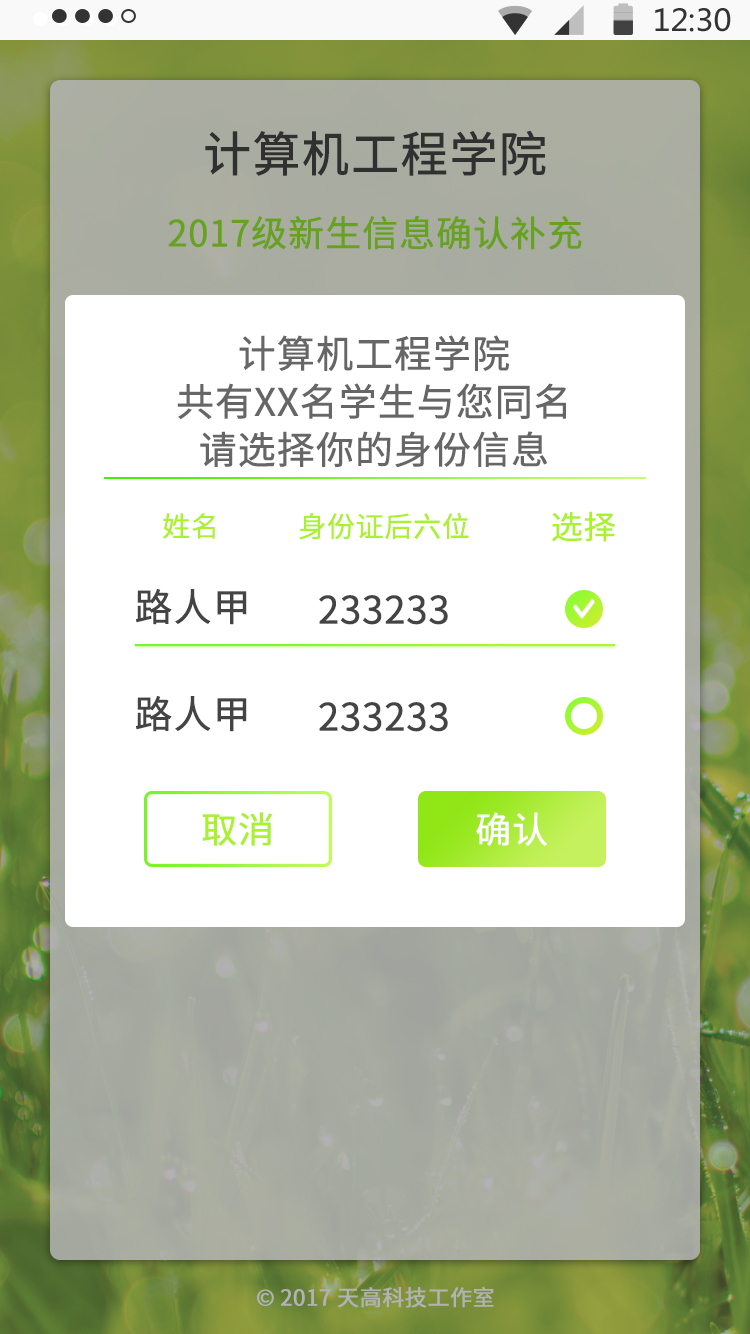 12:30
计算机工程学院
2017级新生信息确认补充
计算机工程学院
共有XX名学生与您同名
请选择你的身份信息
姓名 身份证后六位 选择
路人甲 233233
路人甲 233233
取消 确认
© 2017 天高科技工作室